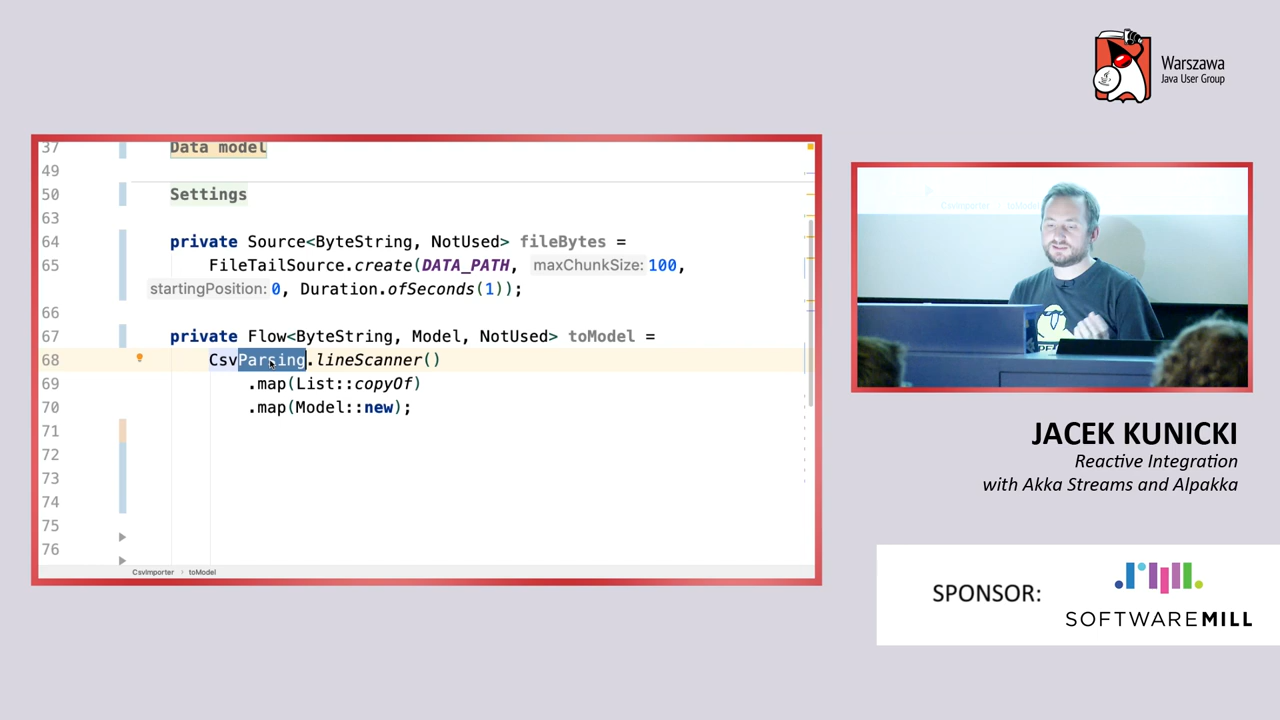 Warszawa
Java User Group
37 Data model
49
50 Settings
63
64 private Source<ByteString, NotUsed> fileBytes =
65 FileTailSource.create(DATA_PATH, maxChunkSize: 100,
startingPosition: 0, Duration.ofSeconds(1));
66
67 private Flow<ByteString, Model, NotUsed> toModel =
68 CsvParsing.lineScanner()
69 .map(List::copyOf)
70 .map(Model::new);
71
72
73
74
75
76
CsvImporter › toModel
CsvImporter › toModel
JACEK KUNICKI
Reactive Integration
with Akka Streams and Alpakka
SPONSOR:
SOFTWAREMILL